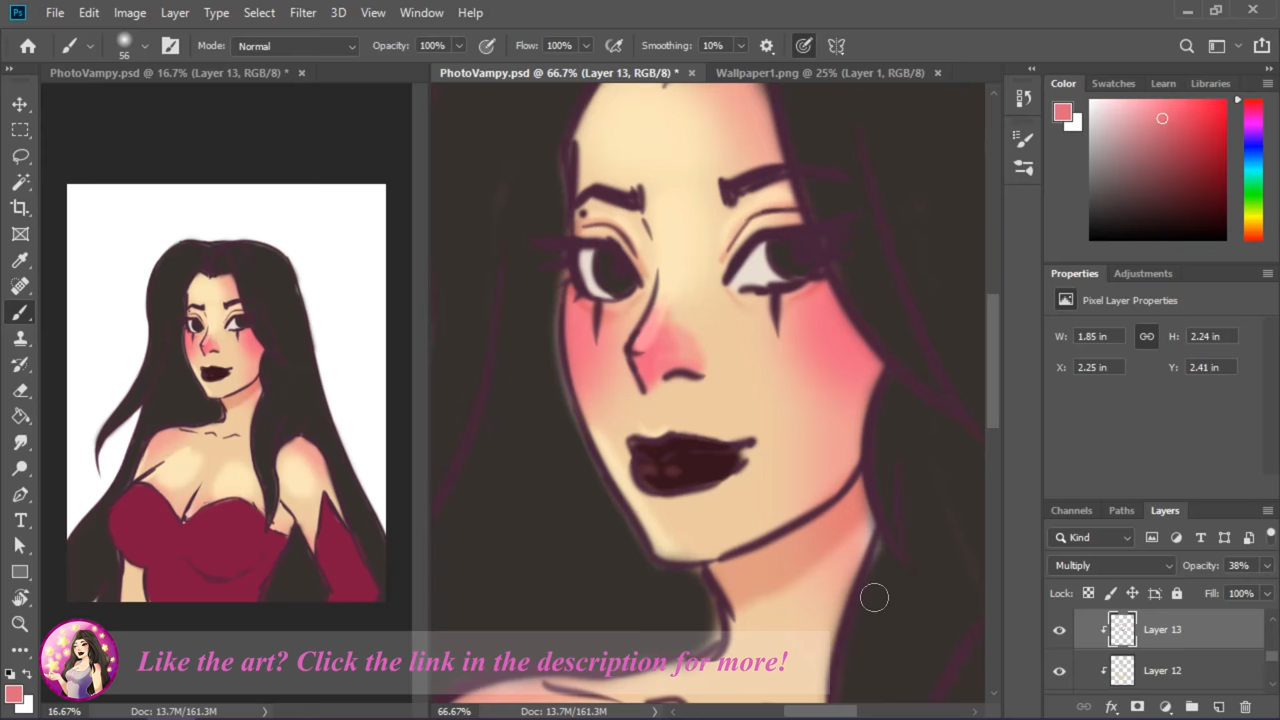 Ps File Edit Image Layer Type Select Filter 3D View Window Help
56 Mode: Normal Opacity: 100% Flow: 100% Smoothing: 10%
PhotoVampy.psd @ 16.7% (Layer 13, RGB/8) * PhotoVampy.psd @ 66.7% (Layer 13, RGB/8) * Wallpaper1.png @ 25% (Layer 1, RGB/8)
Color Swatches Learn Libraries
Properties Adjustments
Pixel Layer Properties
W: 1.85 in H: 2.24 in
X: 2.25 in Y: 2.41 in
Channels Paths Layers
Kind
Multiply Opacity: 38%
Lock: Fill: 100%
Layer 13
Layer 12
Like the art? Click the link in the description for more!
16.67% Doc: 13.7M/161.3M 66.67% Doc: 13.7M/161.3M